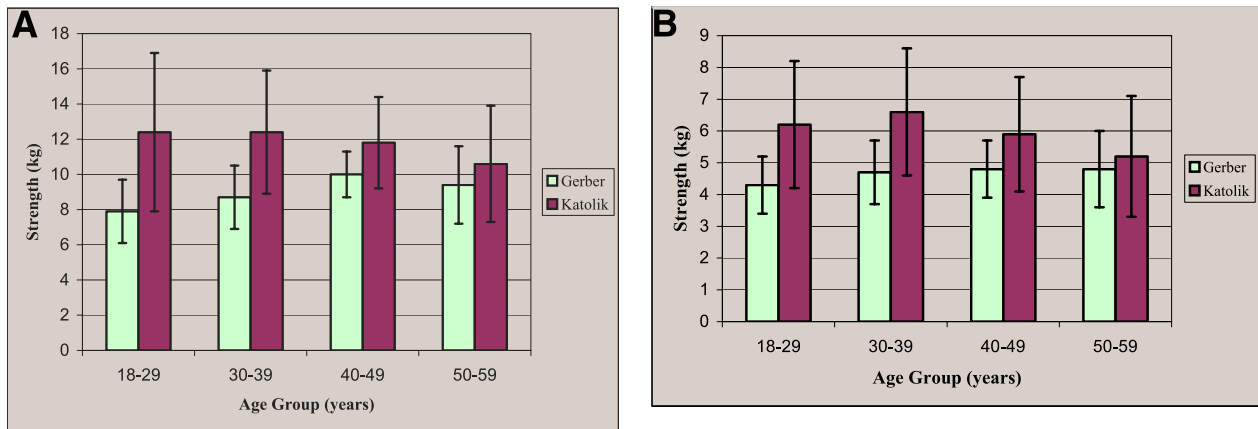 A
18
16
14
12
10
8
6
4
2
0
Strength (kg)
18-29 30-39 40-49 50-59
Age Group (years)
Gerber
Katolik
B
9
8
7
6
5
4
3
2
1
0
Strength (kg)
18-29 30-39 40-49 50-59
Age Group (years)
Gerber
Katolik